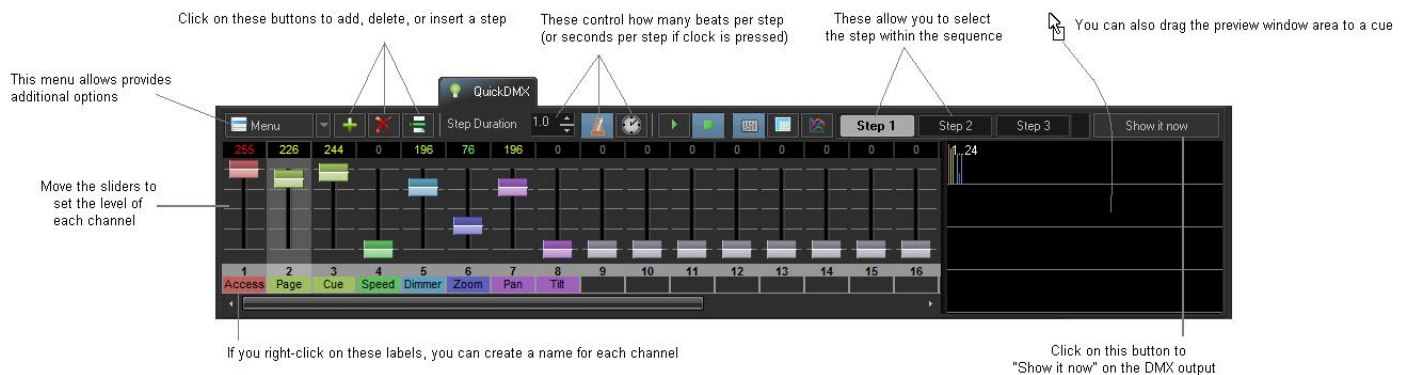 Click on these buttons to add, delete, or insert a step
These control how many beats per step
(or seconds per step if clock is pressed)
These allow you to select
the step within the sequence
You can also drag the preview window area to a cue
This menu allows provides
additional options
QuickDMX
Menu
Step Duration
1.0
Step 1
Step 2
Step 3
Show it now
255 226 244 0 196 76 196 0 0 0 0 0 0 0 0 0
1..24
Move the sliders to
set the level of
each channel
1 2 3 4 5 6 7 8 9 10 11 12 13 14 15 16
Access Page Cue Speed Dimmer Zoom Pan Tilt
If you right-click on these labels, you can create a name for each channel
Click on this button to
"Show it now" on the DMX output